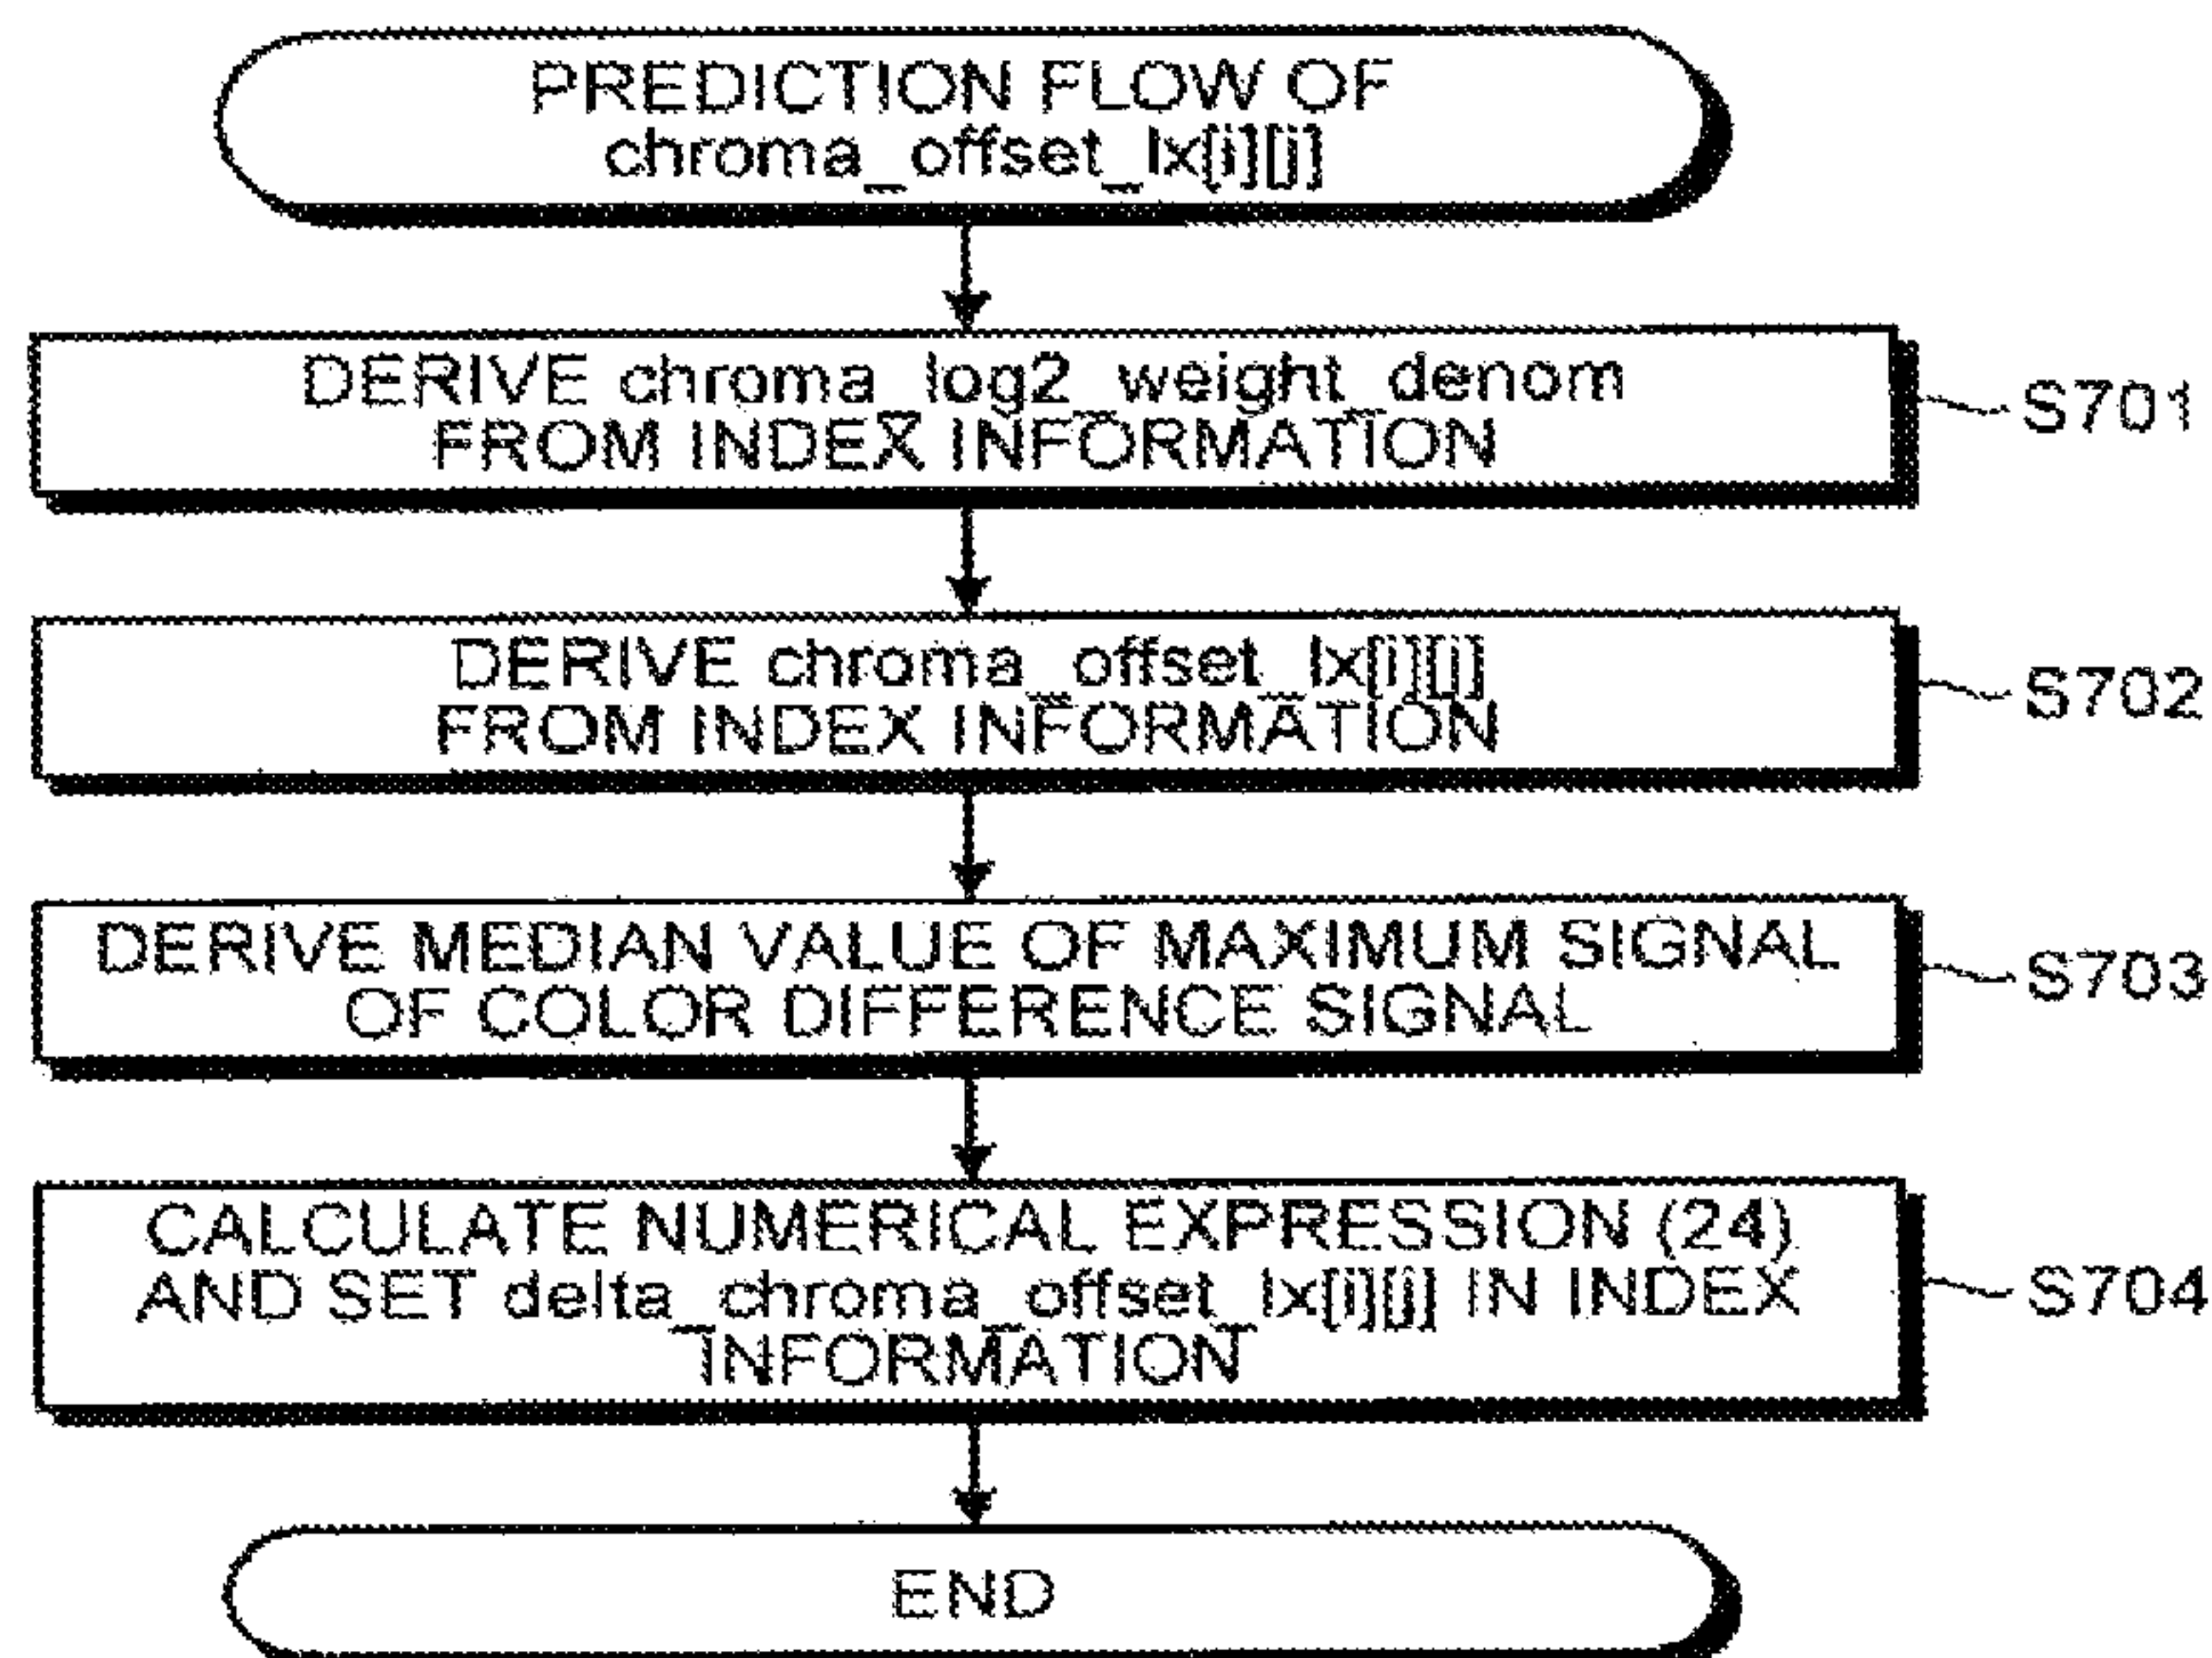 PREDICTION FLOW OF
chroma_offset_lx[i][j]
DERIVE chroma_log2_weight_denom
FROM INDEX INFORMATION
S701
DERIVE chroma_offset_lx[i][j]
FROM INDEX INFORMATION
S702
DERIVE MEDIAN VALUE OF MAXIMUM SIGNAL
OF COLOR DIFFERENCE SIGNAL
S703
CALCULATE NUMERICAL EXPRESSION (24)
AND SET delta_chroma_offset_lx[i][j] IN INDEX
INFORMATION
S704
END